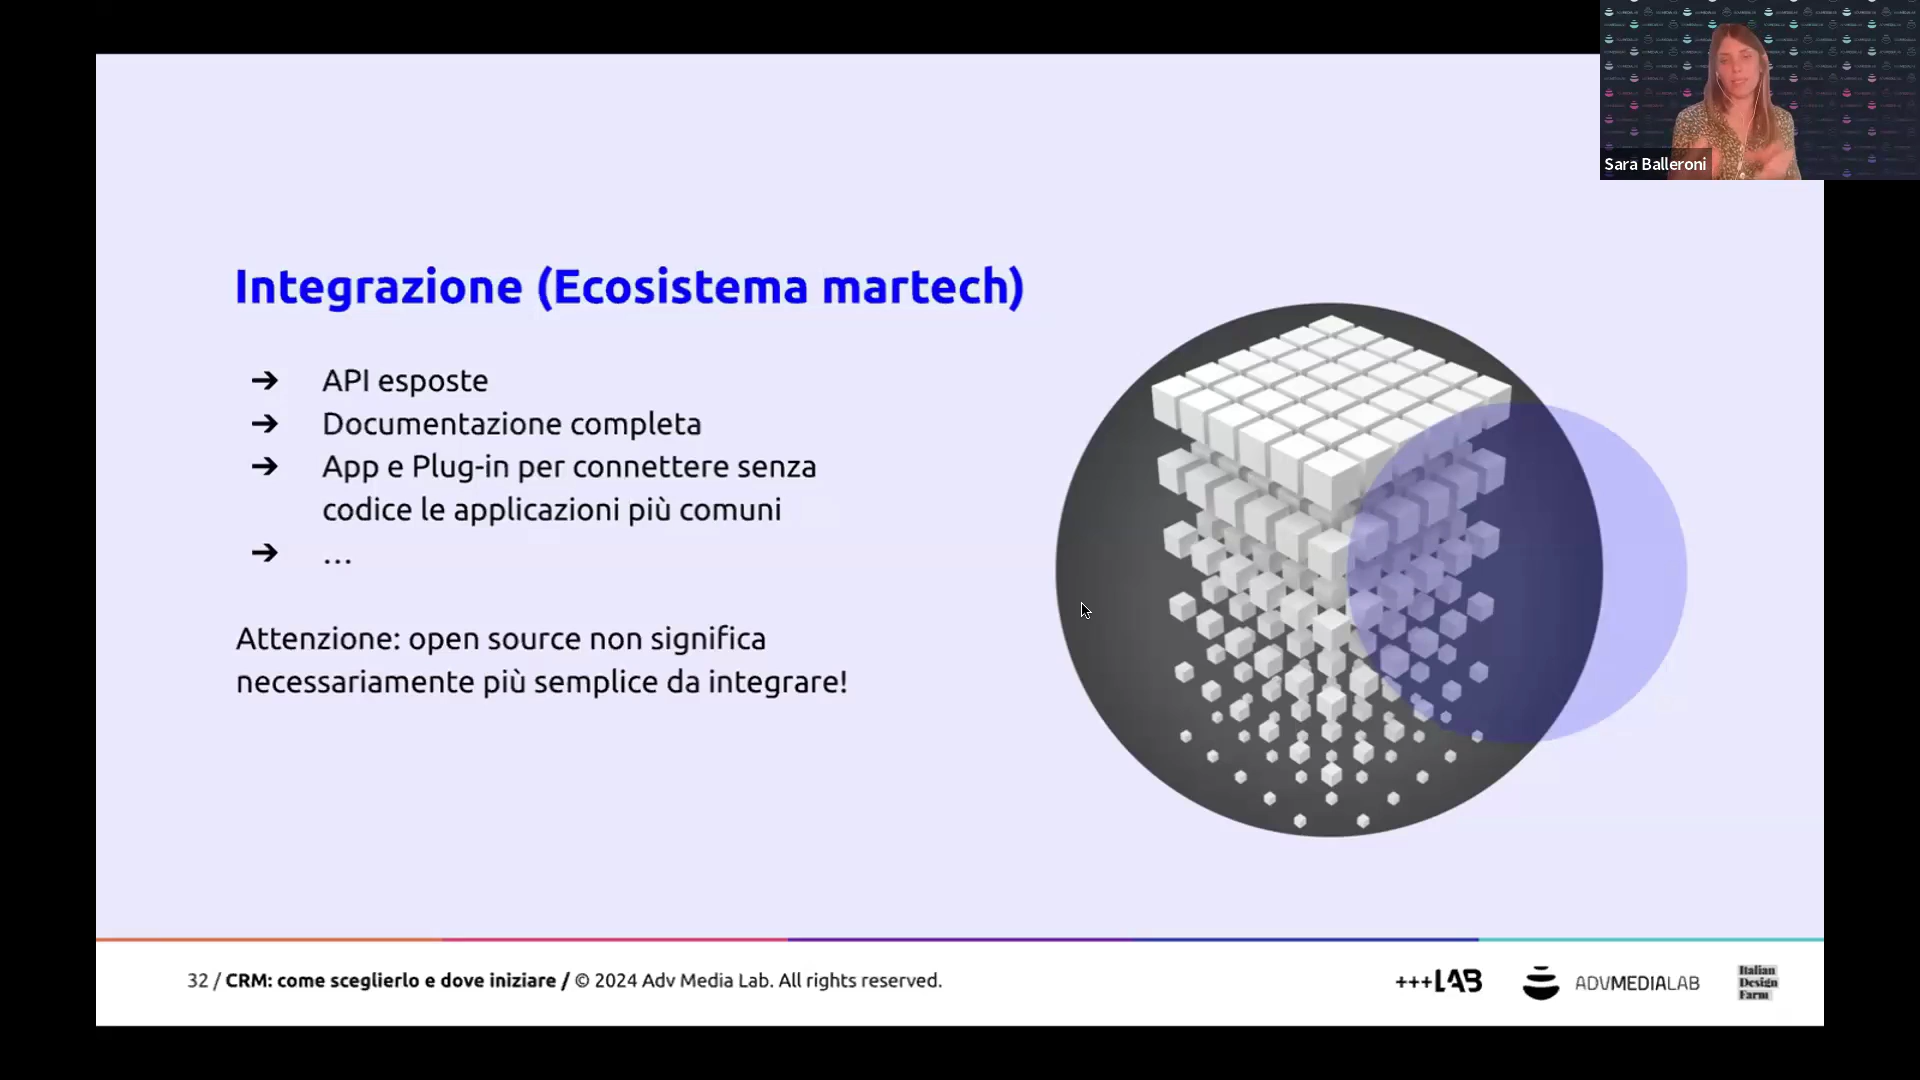 Sara Balleroni
Integrazione (Ecosistema martech)
➔ API esposte
➔ Documentazione completa
➔ App e Plug-in per connettere senza
codice le applicazioni più comuni
➔ …
Attenzione: open source non significa
necessariamente più semplice da integrare!
32 / CRM: come sceglierlo e dove iniziare / © 2024 Adv Media Lab. All rights reserved.
+++LAB
ADVMEDIALAB
Italian
Design
Farm